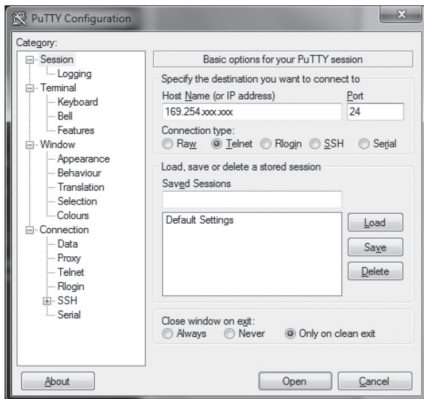 PuTTY Configuration
Category:
Session
Logging
Terminal
Keyboard
Bell
Features
Window
Appearance
Behaviour
Translation
Selection
Colours
Connection
Data
Proxy
Telnet
Rlogin
SSH
Serial
Basic options for your PuTTY session
Specify the destination you want to connect to
Host Name (or IP address) Port
169.254.xxx.xxx 24
Connection type:
Raw Telnet Rlogin SSH Serial
Load, save or delete a stored session
Saved Sessions
Default Settings
Load
Save
Delete
Close window on exit:
Always Never Only on clean exit
About Open Cancel